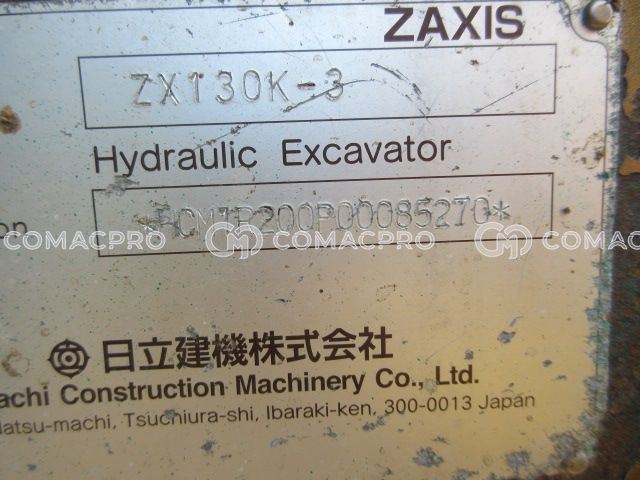 ZAXIS
ZX130K-3
Hydraulic Excavator
on
COMACPRO COMACPRO COMACPRO
日立建機株式会社
achi Construction Machinery Co., Ltd.
atsu-machi, Tsuchiura-shi, Ibaraki-ken, 300-0013 Japan